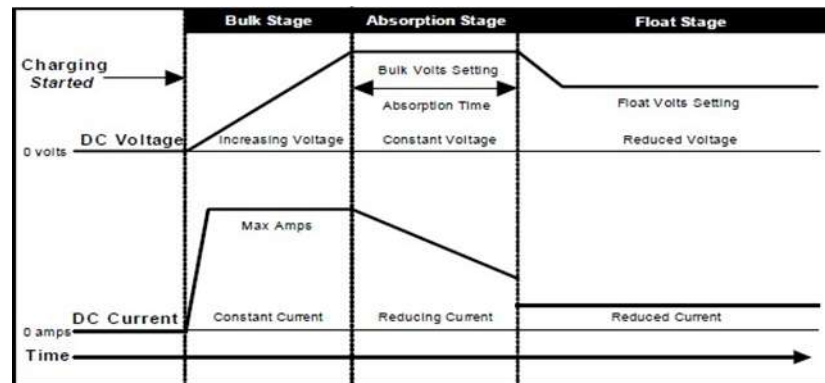 Bulk Stage Absorption Stage Float Stage
Charging
Started
Bulk Volts Setting
Absorption Time
Float Volts Setting
DC Voltage
0 volts
Increasing Voltage Constant Voltage Reduced Voltage
Max Amps
DC Current
0 amps
Constant Current Reducing Current Reduced Current
Time